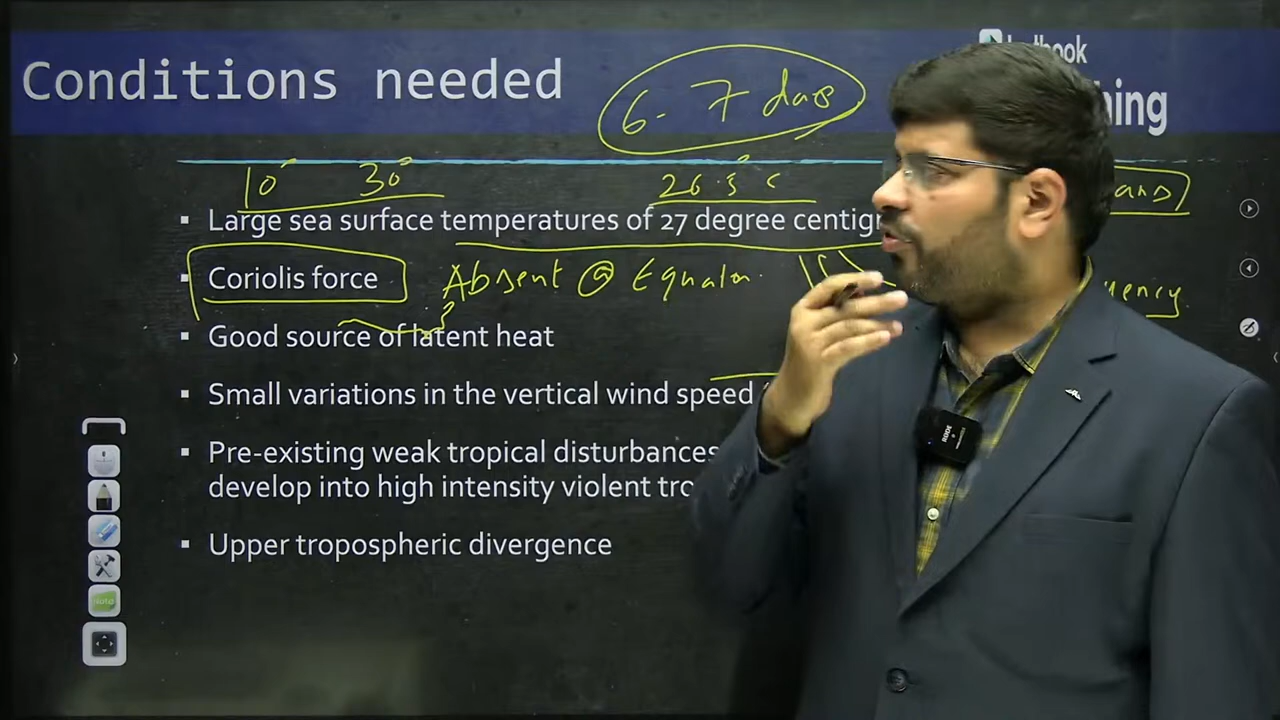 Conditions needed
6-7 days
10° 30° 26.5°C
Large sea surface temperatures of 27 degree centig
Coriolis force Absent @ Equator
Good source of latent heat
Small variations in the vertical wind speed
Pre-existing weak tropical disturbances
develop into high intensity violent tro
Upper tropospheric divergence
RODE